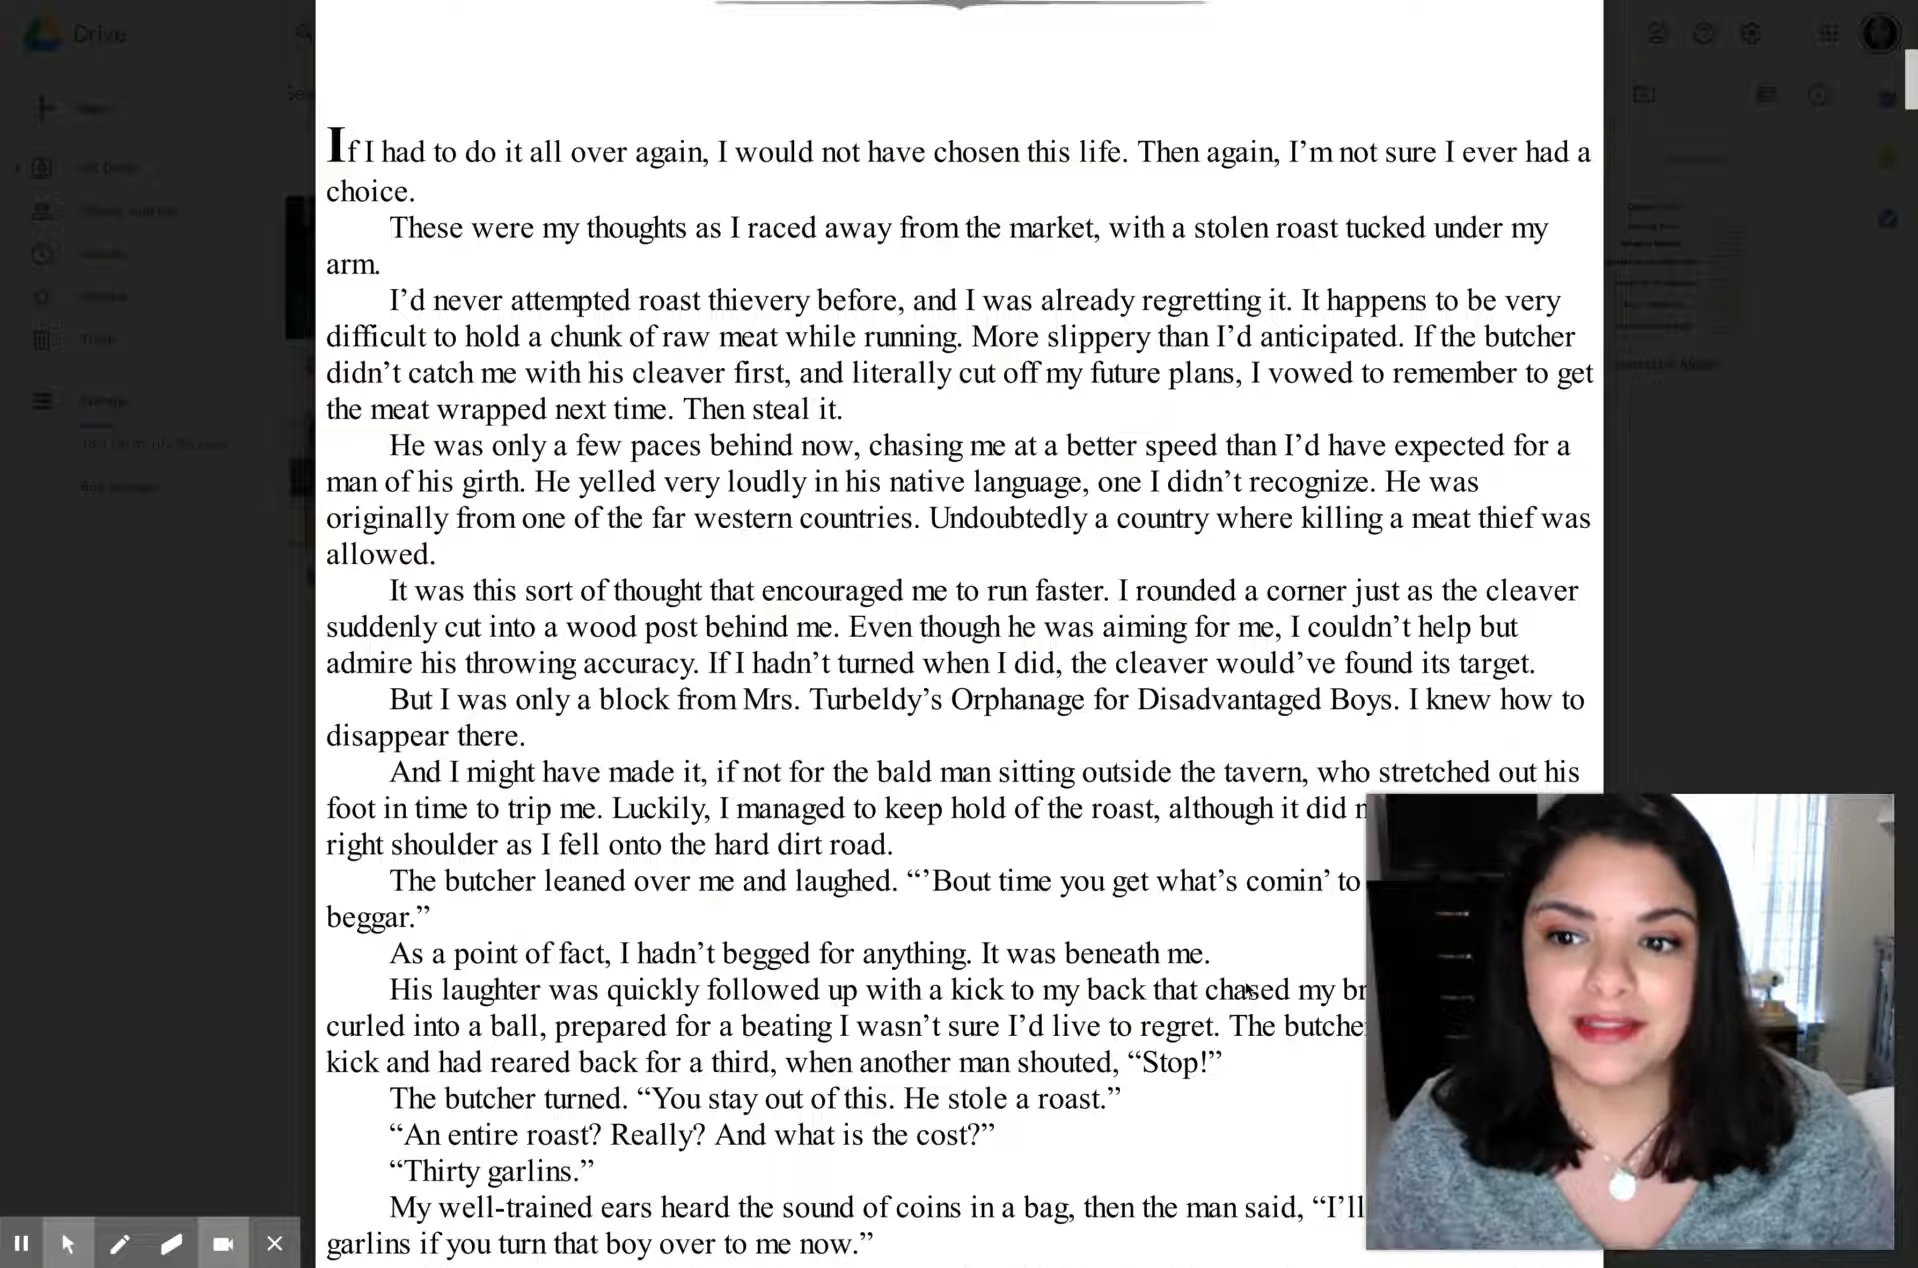 Drive
If I had to do it all over again, I would not have chosen this life. Then again, I’m not sure I ever had a
choice.
These were my thoughts as I raced away from the market, with a stolen roast tucked under my
arm.
I’d never attempted roast thievery before, and I was already regretting it. It happens to be very
difficult to hold a chunk of raw meat while running. More slippery than I’d anticipated. If the butcher
didn’t catch me with his cleaver first, and literally cut off my future plans, I vowed to remember to get
the meat wrapped next time. Then steal it.
He was only a few paces behind now, chasing me at a better speed than I’d have expected for a
man of his girth. He yelled very loudly in his native language, one I didn’t recognize. He was
originally from one of the far western countries. Undoubtedly a country where killing a meat thief was
allowed.
It was this sort of thought that encouraged me to run faster. I rounded a corner just as the cleaver
suddenly cut into a wood post behind me. Even though he was aiming for me, I couldn’t help but
admire his throwing accuracy. If I hadn’t turned when I did, the cleaver would’ve found its target.
But I was only a block from Mrs. Turbeldy’s Orphanage for Disadvantaged Boys. I knew how to
disappear there.
And I might have made it, if not for the bald man sitting outside the tavern, who stretched out his
foot in time to trip me. Luckily, I managed to keep hold of the roast, although it did
right shoulder as I fell onto the hard dirt road.
The butcher leaned over me and laughed. “’Bout time you get what’s comin’ to
beggar.”
As a point of fact, I hadn’t begged for anything. It was beneath me.
His laughter was quickly followed up with a kick to my back that chased my
curled into a ball, prepared for a beating I wasn’t sure I’d live to regret. The
kick and had reared back for a third, when another man shouted, “Stop!”
The butcher turned. “You stay out of this. He stole a roast.”
“An entire roast? Really? And what is the cost?”
“Thirty garlins.”
My well-trained ears heard the sound of coins in a bag, then the man said, “I’ll
garlins if you turn that boy over to me now.”